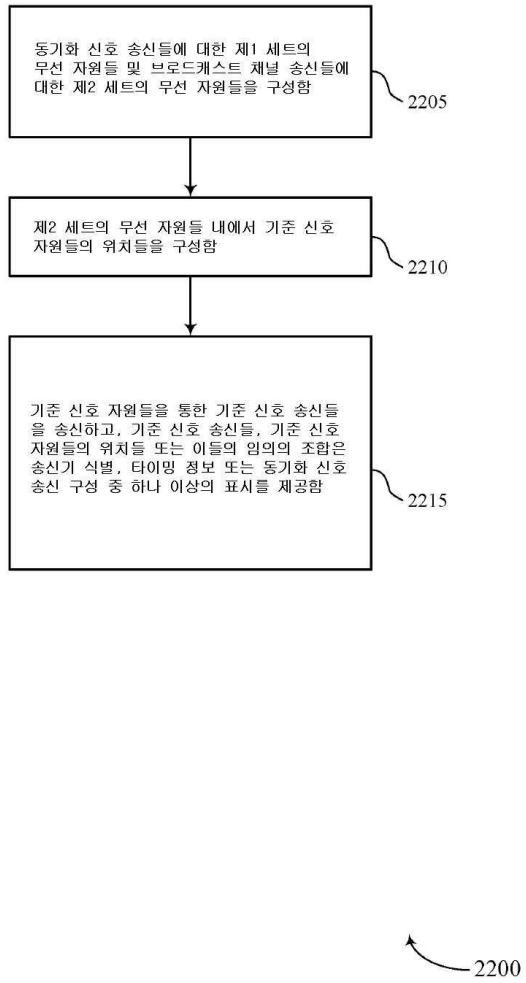 동기화 신호 송신들에 대한 제1 세트의
무선 자원들 및 브로드캐스트 채널 송신들에
대한 제2 세트의 무선 자원들을 구성함
2205
제2 세트의 무선 자원들 내에서 기준 신호
자원들의 위치들을 구성함
2210
기준 신호 자원들을 통한 기준 신호 송신들
을 송신하고, 기준 신호 송신들, 기준 신호
자원들의 위치들 또는 이들의 임의의 조합은
송신기 식별, 타이밍 정보 또는 동기화 신호
송신 구성 중 하나 이상의 표시를 제공함
2215
2200